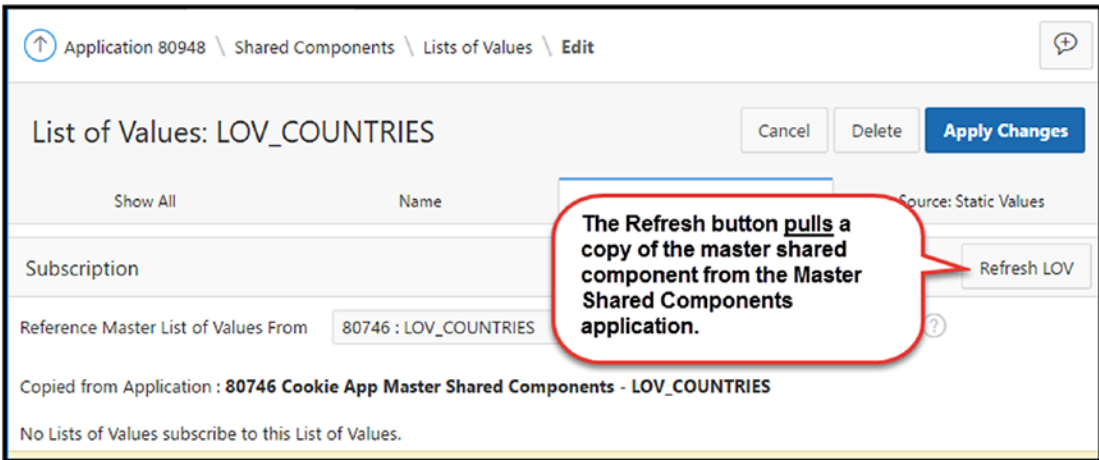 Application 80948 \ Shared Components \ Lists of Values \ Edit
List of Values: LOV_COUNTRIES
Cancel
Delete
Apply Changes
Show All
Name
Source: Static Values
The Refresh button pulls a
copy of the master shared
component from the Master
Shared Components
application.
Subscription
Refresh LOV
Reference Master List of Values From
80746 : LOV_COUNTRIES
?
Copied from Application : 80746 Cookie App Master Shared Components - LOV_COUNTRIES
No Lists of Values subscribe to this List of Values.